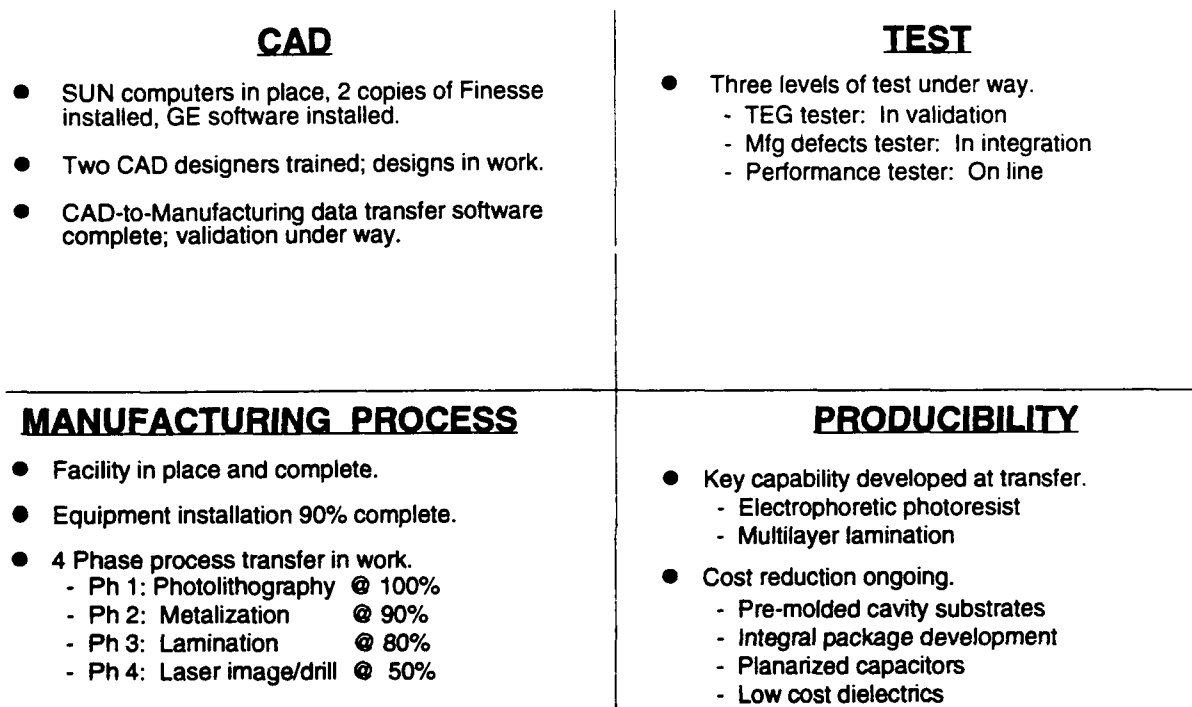 CAD
● SUN computers in place, 2 copies of Finesse
installed, GE software installed.
● Two CAD designers trained; designs in work.
● CAD-to-Manufacturing data transfer software
complete; validation under way.
TEST
● Three levels of test under way.
- TEG tester: In validation
- Mfg defects tester: In integration
- Performance tester: On line
MANUFACTURING PROCESS
● Facility in place and complete.
● Equipment installation 90% complete.
● 4 Phase process transfer in work.
- Ph 1: Photolithography @ 100%
- Ph 2: Metalization @ 90%
- Ph 3: Lamination @ 80%
- Ph 4: Laser image/drill @ 50%
PRODUCIBILITY
● Key capability developed at transfer.
- Electrophoretic photoresist
- Multilayer lamination
● Cost reduction ongoing.
- Pre-molded cavity substrates
- Integral package development
- Planarized capacitors
- Low cost dielectrics